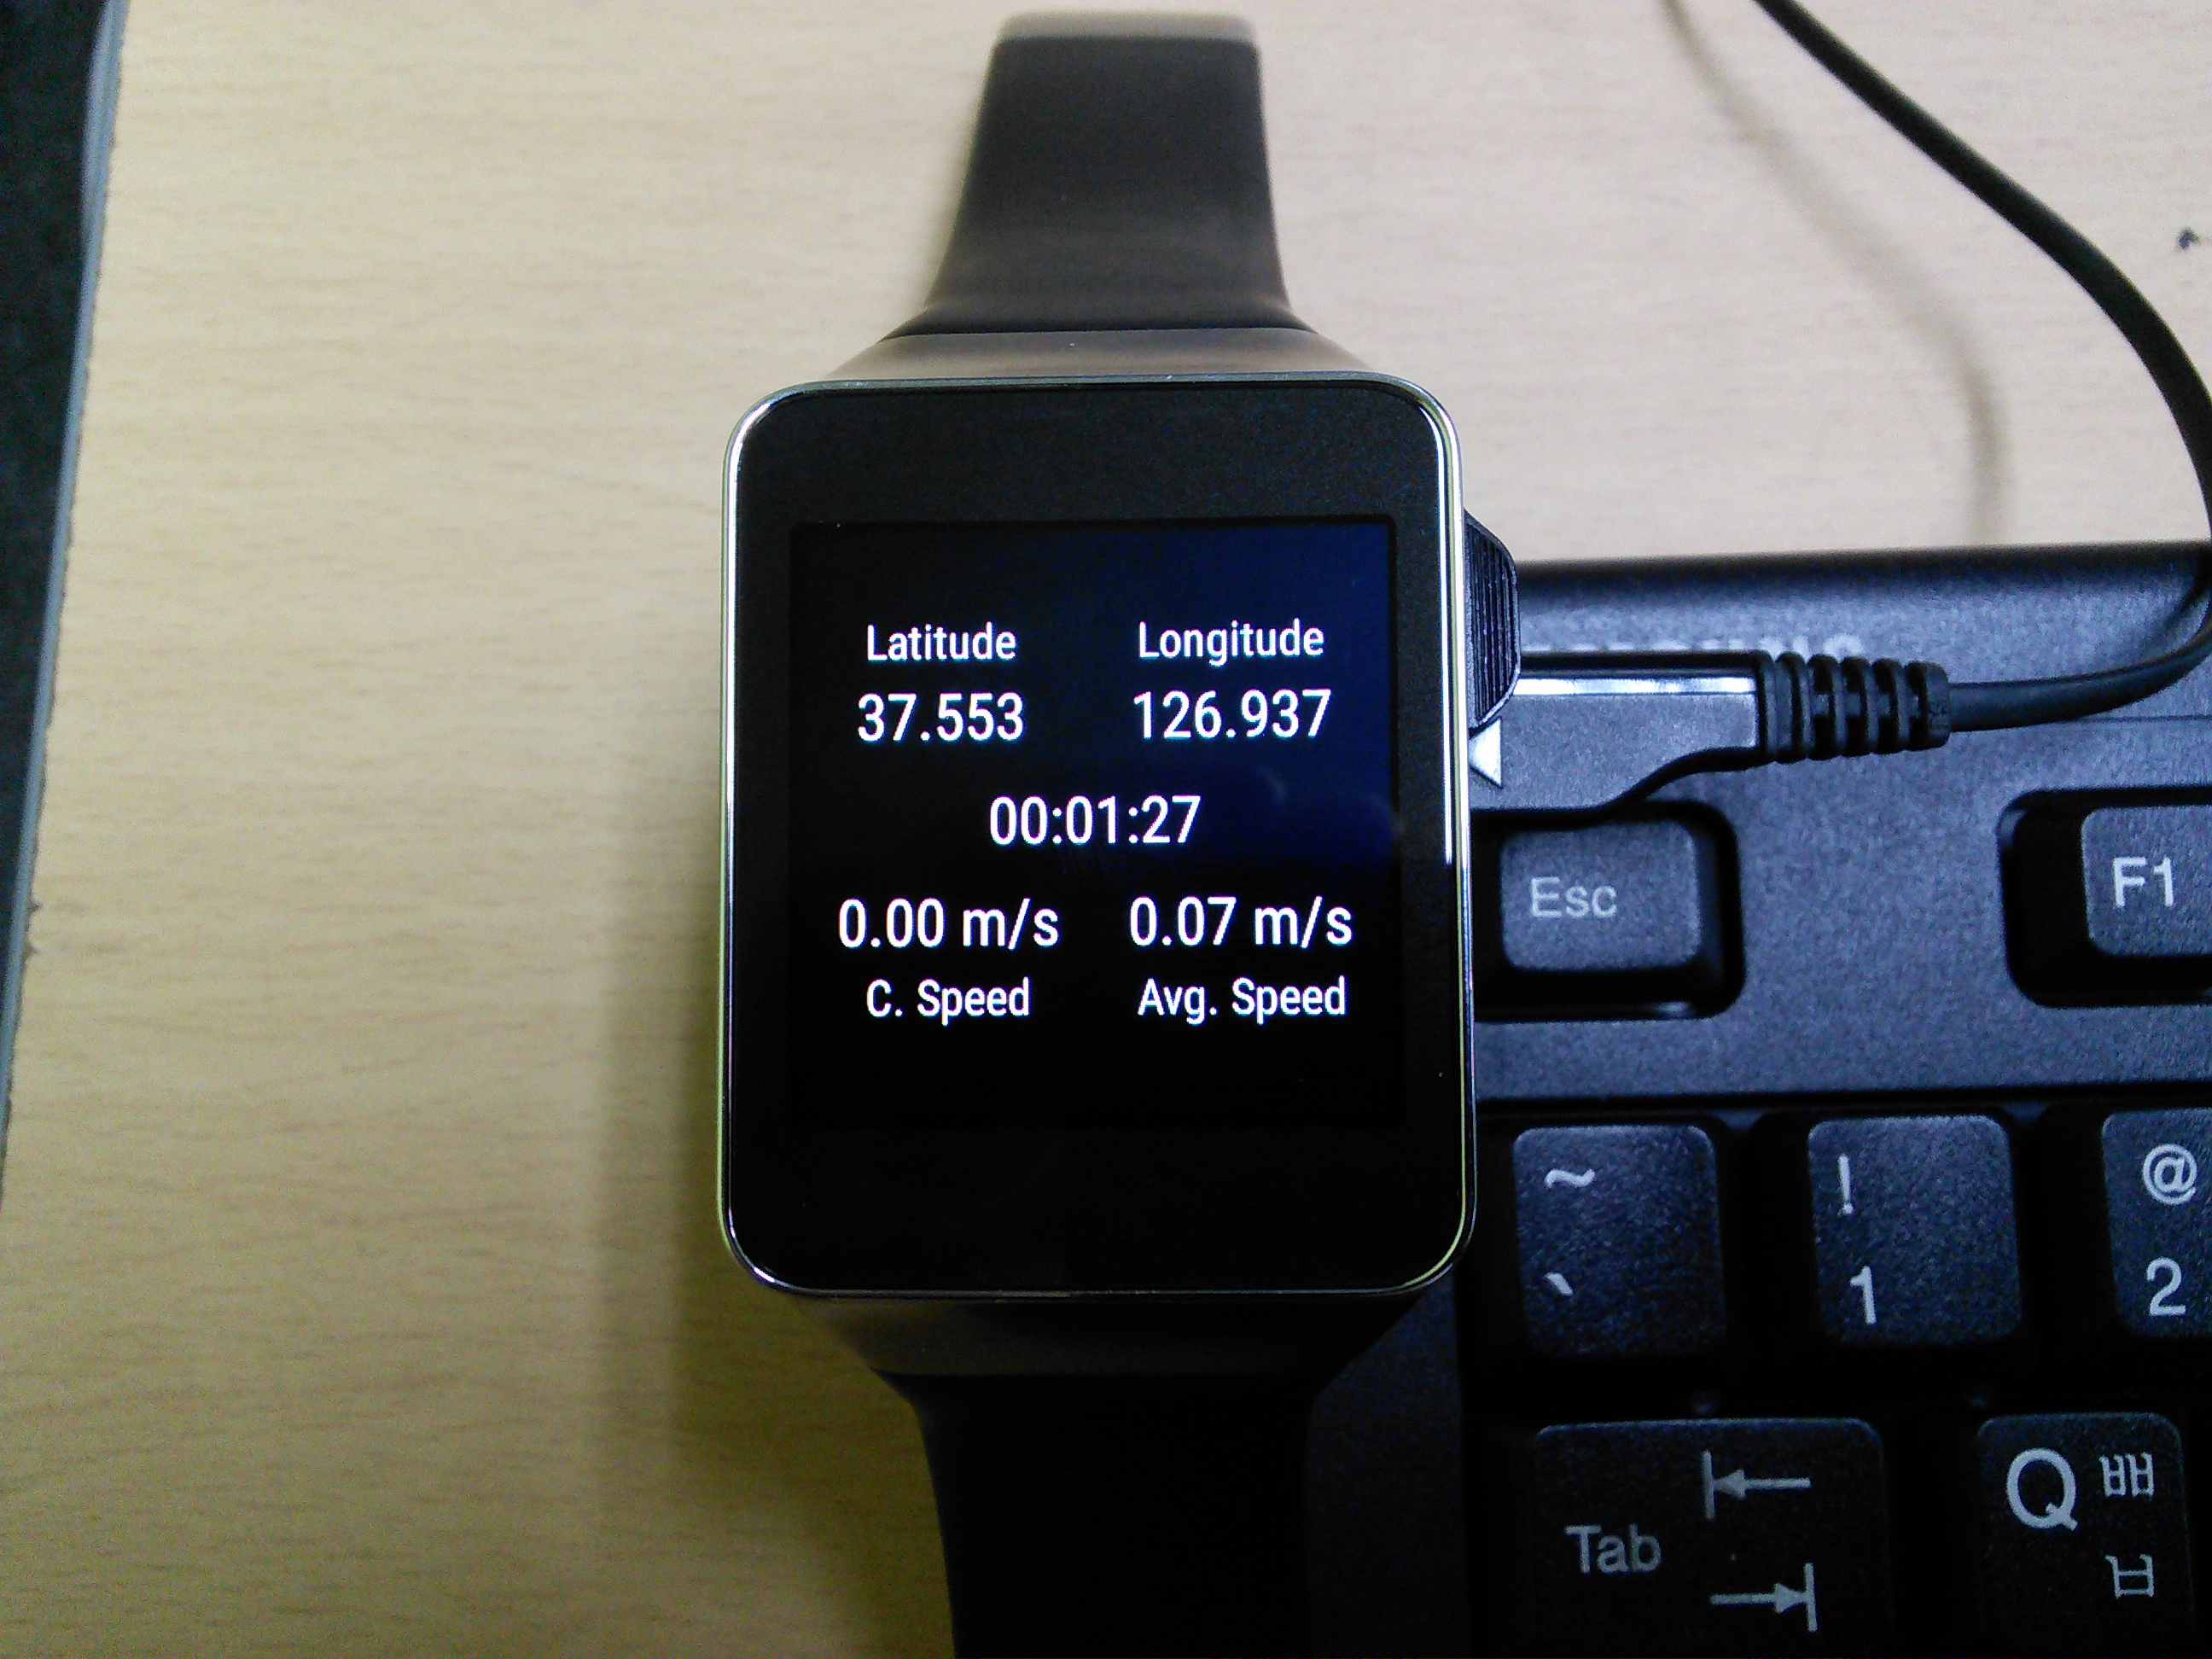 Latitude Longitude
37.553 126.937
00:01:27
0.00 m/s 0.07 m/s
C. Speed Avg. Speed
Esc F1
~ ! @
` 1 2
Tab Q ㅃ
ㅂ